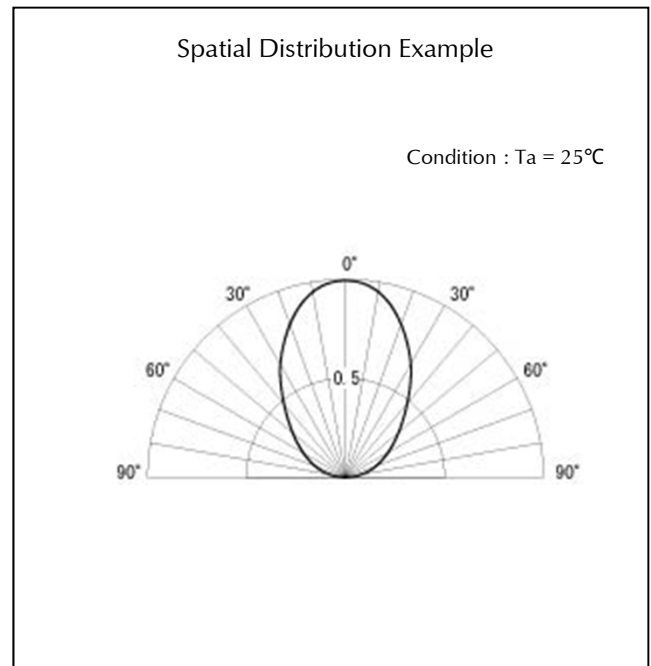 Spatial Distribution Example
Condition : Ta = 25℃
0°
30° 30°
60° 60°
0. 5
90° 90°